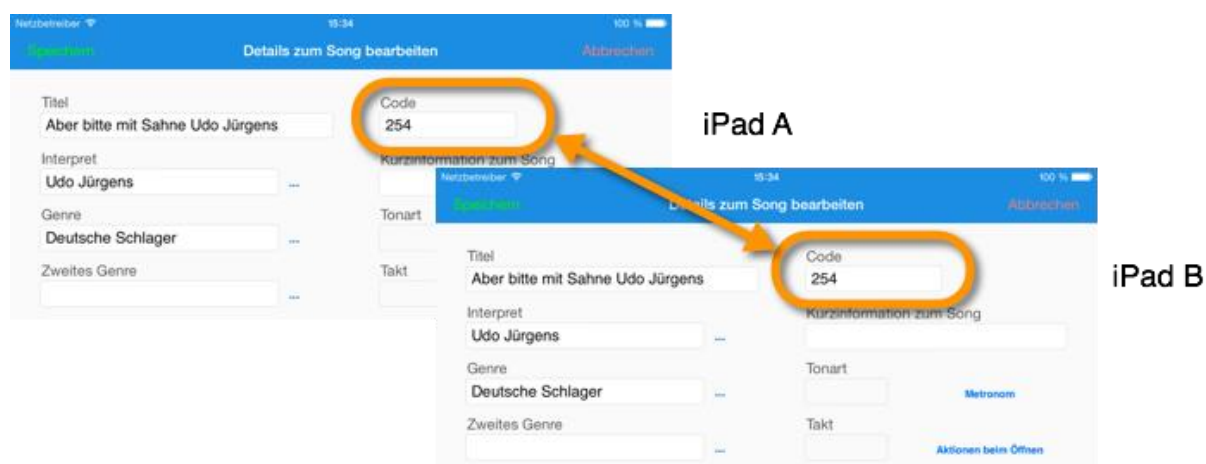 Netzbetreiber 15:34 100 %
Speichern Details zum Song bearbeiten Abbrechen
Titel Code
Aber bitte mit Sahne Udo Jürgens 254
iPad A
Interpret Kurzinformation zum Song
Udo Jürgens ...
Genre Tonart
Deutsche Schlager ...
Zweites Genre Takt
...
Netzbetreiber 15:34 100 %
Speichern Details zum Song bearbeiten Abbrechen
Titel Code
Aber bitte mit Sahne Udo Jürgens 254
iPad B
Interpret Kurzinformation zum Song
Udo Jürgens ...
Genre Tonart
Deutsche Schlager ... Metronom
Zweites Genre Takt
... Aktionen beim Öffnen